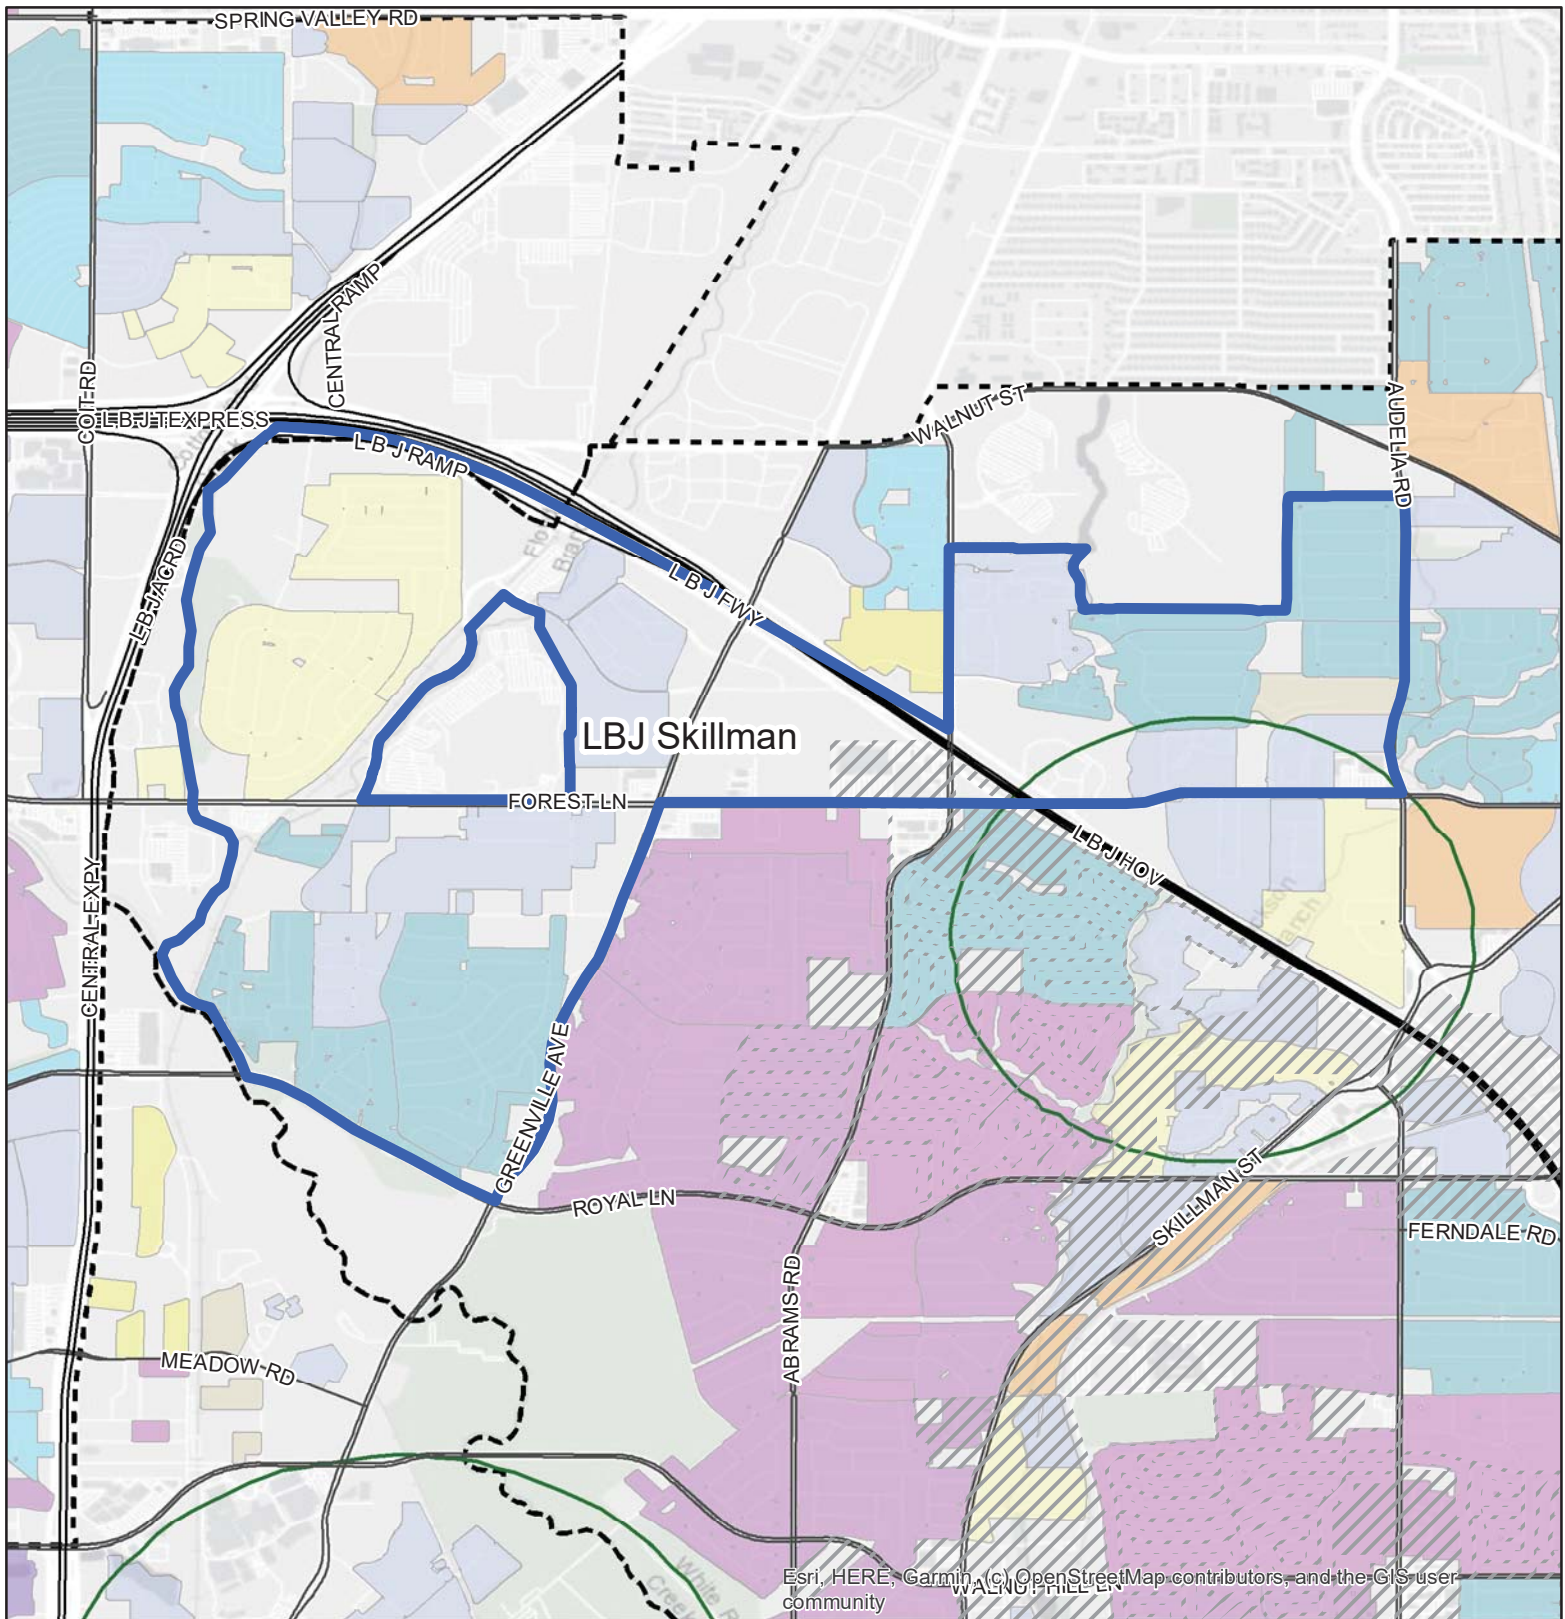 SPRING VALLEY RD
CENTRAL RAMP
COIT RD
L B J TEXPRESS
L B J RAMP
AUDELIA RD
WALNUT ST
L B J ACRD
L B J FWY
LBJ Skillman
FOREST LN
L B J HOV
CENTRAL EXPY
GREENVILLE AVE
ROYAL LN
SKILLMAN ST
FERNDALE RD
ABRAMS RD
MEADOW RD
White R
Creek
WALNUT HILL LN
Esri, HERE, Garmin, (c) OpenStreetMap contributors, and the GIS user
community